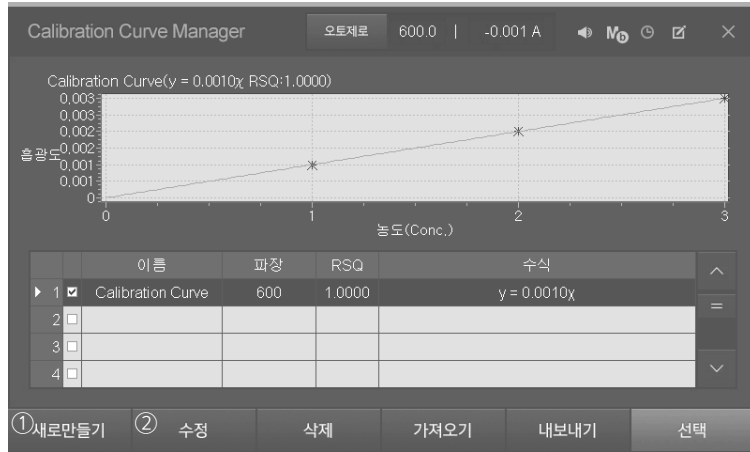 Calibration Curve Manager 오토제로 600.0 | -0.001 A Mb
Calibration Curve(y = 0.0010χ RSQ:1.0000)
0,003
0,003
0,002
0,002
흡광도
0,001
0,001
0
0 1 2 3
농도(Conc.)
이름 파장 RSQ 수식
1 Calibration Curve 600 1.0000 y = 0.0010χ
2
3
4
①새로만들기 ② 수정 삭제 가져오기 내보내기 선택